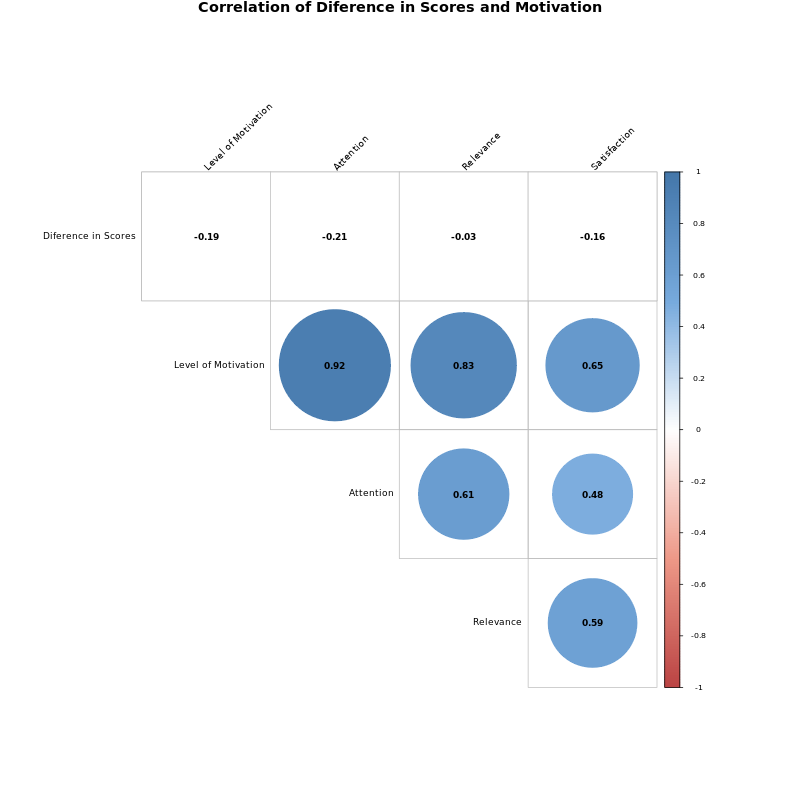 Correlation of Diference in Scores and Motivation
Level of Motivation
Attention
Relevance
Satisfaction
Diference in Scores
-0.19
-0.21
-0.03
-0.16
Level of Motivation
0.92
0.83
0.65
Attention
0.61
0.48
Relevance
0.59
1
0.8
0.6
0.4
0.2
0
-0.2
-0.4
-0.6
-0.8
-1